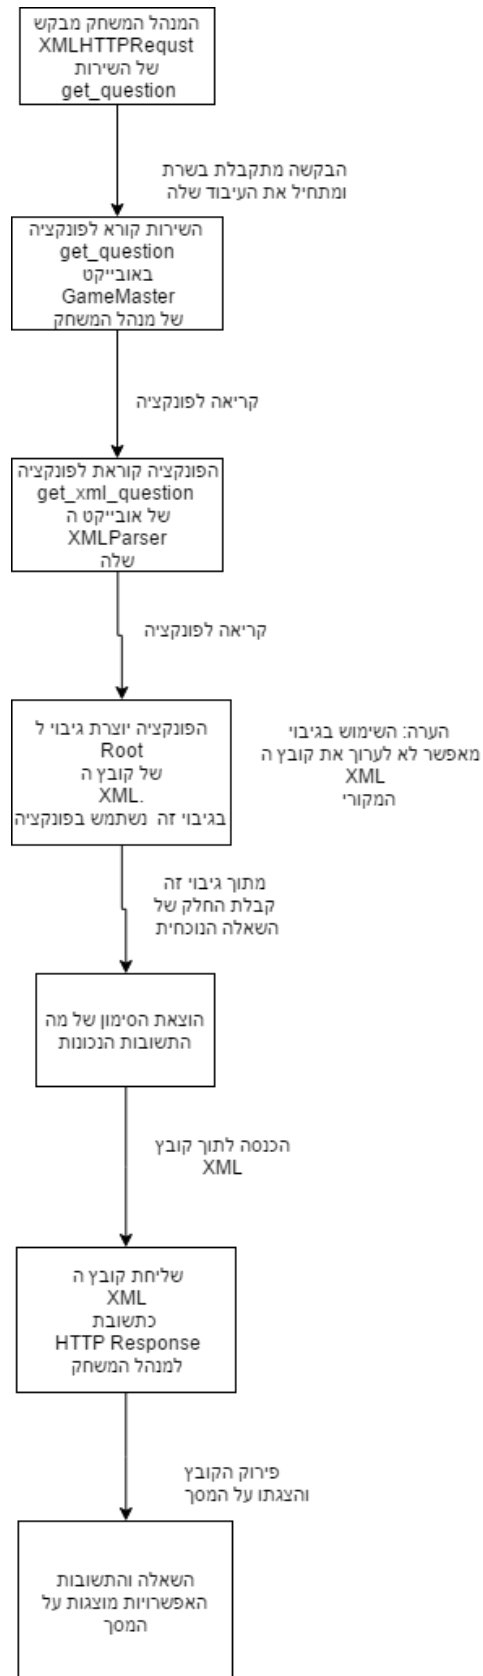 המנהל המשחק מבקש
XMLHTTPRequst
של השירות
get_question
הבקשה מתקבלת בשרת
ומתחיל את העיבוד שלה
השירות קורא לפונקציה
get_question
באובייקט
GameMaster
של מנהל המשחק
קריאה לפונקציה
הפונקציה קוראת לפונקציה
get_xml_question
של אובייקט ה
XMLParser
שלה
קריאה לפונקציה
הפונקציה יוצרת גיבוי ל
Root
של קובץ ה
XML.
בגיבוי זה נשתמש בפונקציה
הערה: השימוש בגיבוי
מאפשר לא לערוך את קובץ ה
XML
המקורי
מתוך גיבוי זה
קבלת החלק של
השאלה הנוכחית
הוצאת הסימון של מה
התשובות הנכונות
הכנסה לתוך קובץ
XML
שליחת קובץ ה
XML
כתשובת
HTTP Response
למנהל המשחק
פירוק הקובץ
והצגתו על המסך
השאלה והתשובות
האפשרויות מוצגות על
המסך